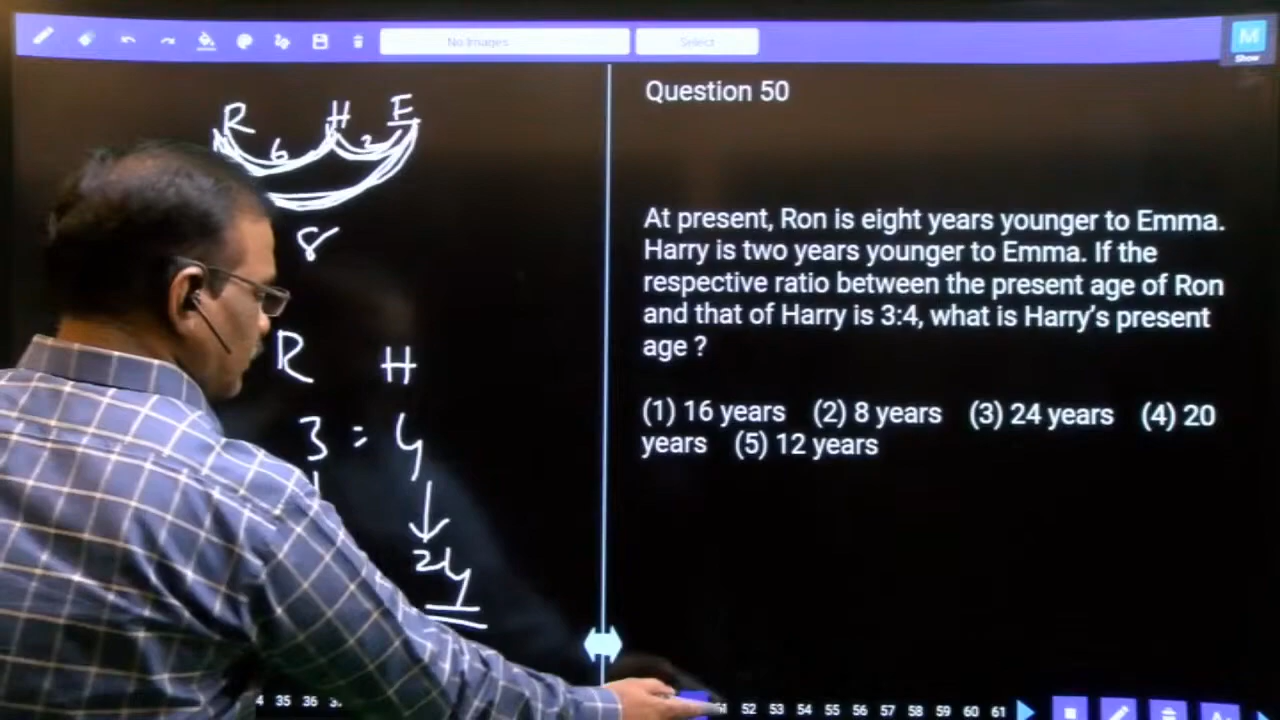 No Images
Select
M
Show
R H E
6 2
8
R H
3 : 4
24
Question 50
At present, Ron is eight years younger to Emma.
Harry is two years younger to Emma. If the
respective ratio between the present age of Ron
and that of Harry is 3:4, what is Harry's present
age ?
(1) 16 years (2) 8 years (3) 24 years (4) 20
years (5) 12 years
35 36
52 53 54 55 56 57 58 59 60 61